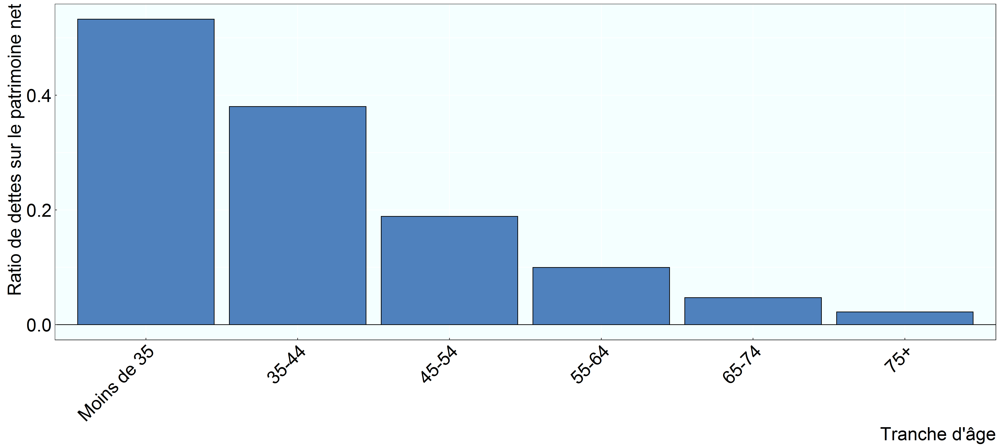 Ratio de dettes sur le patrimoine net
0.4
0.2
0.0
Moins de 35
35-44
45-54
55-64
65-74
75+
Tranche d'âge